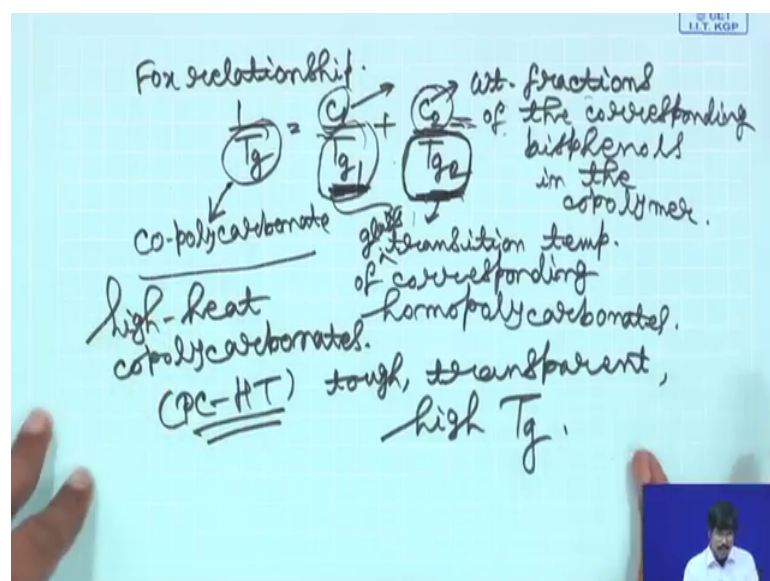 © CET
I.I.T. KGP
Fox relationship.
1/Tg = C1/Tg1 + C2/Tg2
wt. fractions
of the corresponding
bisphenols
in the
copolymer.
co-polycarbonate
glass transition temp.
of corresponding
homopolycarbonates.
high-heat
copolycarbonates.
(PC-HT) tough, transparent,
high Tg.